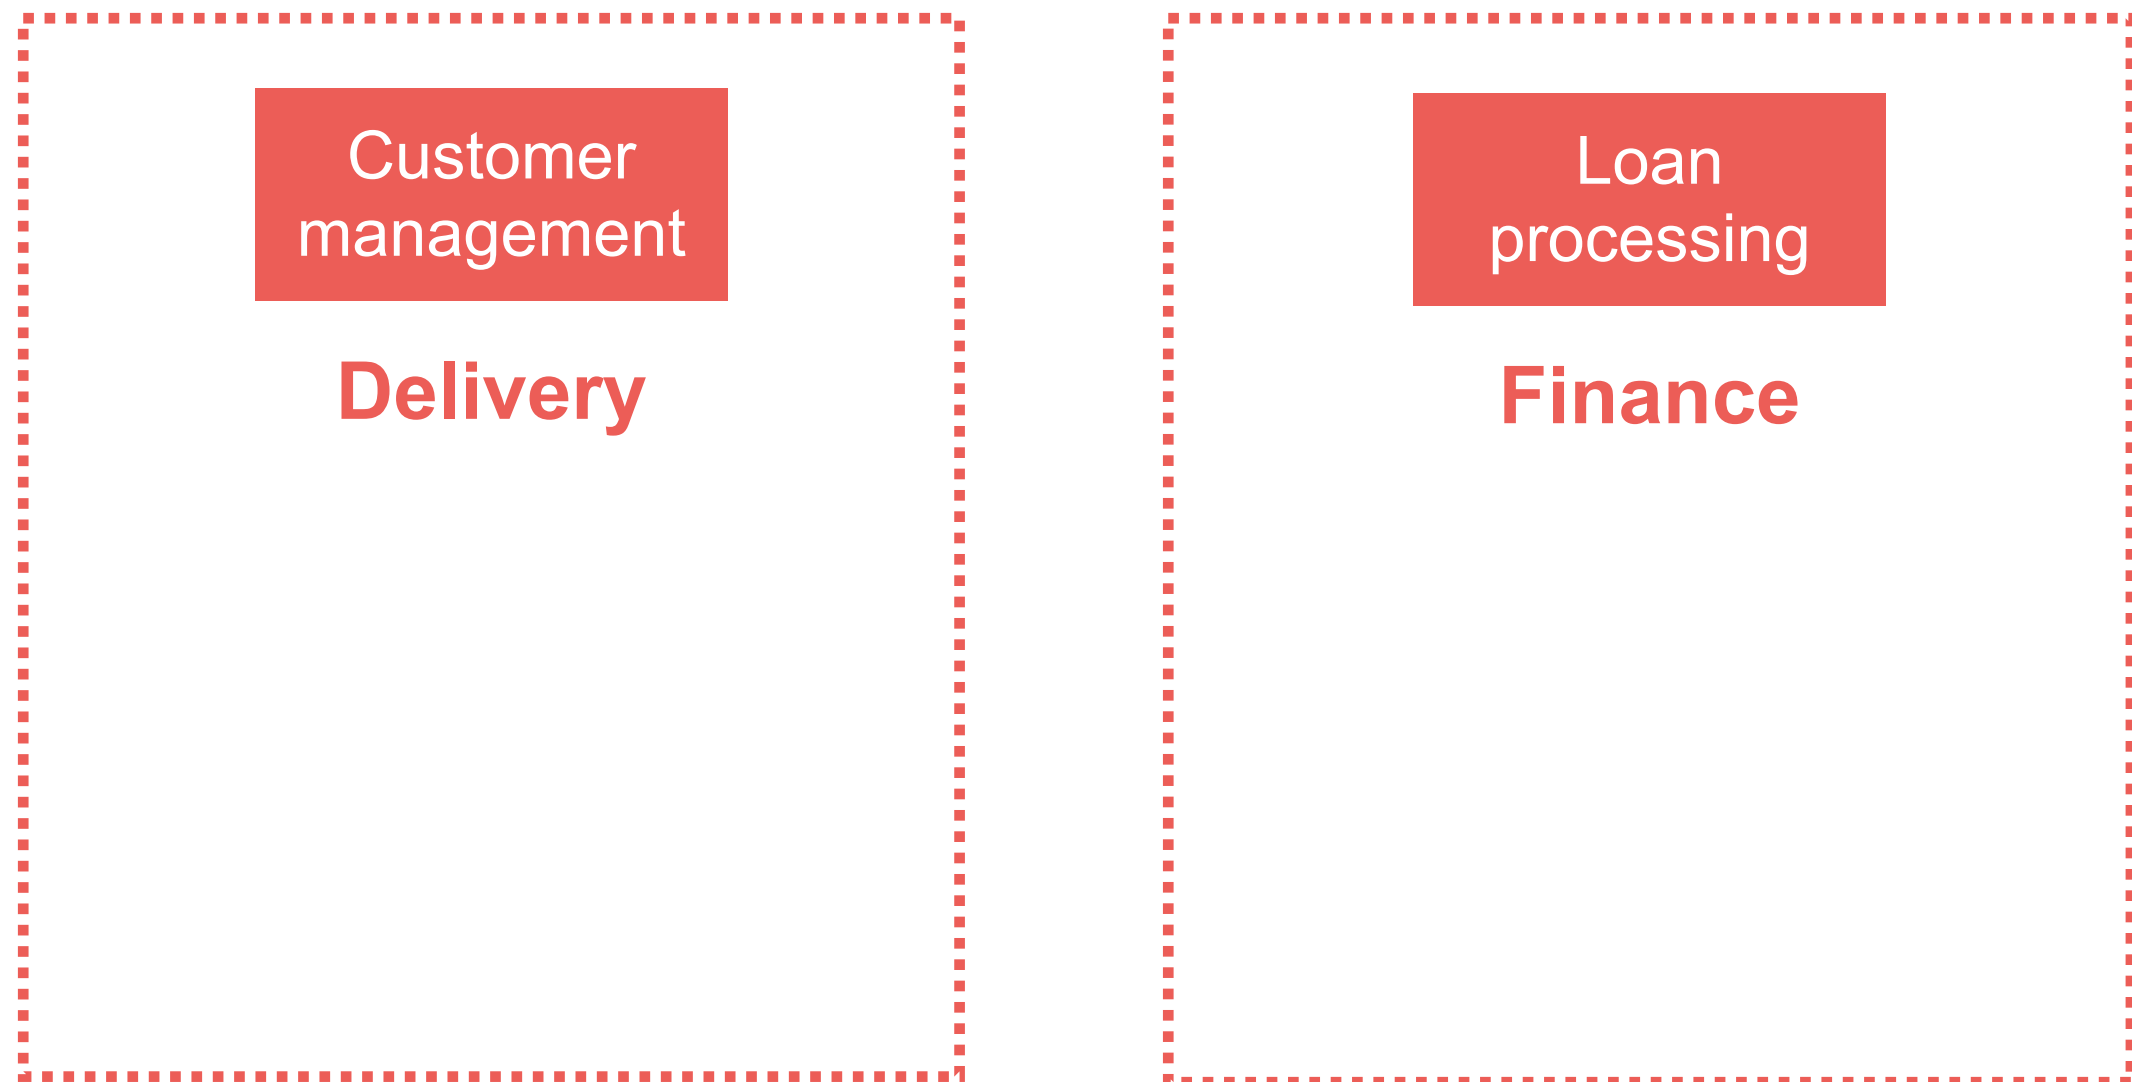 Customer
management
Delivery
Loan
processing
Finance